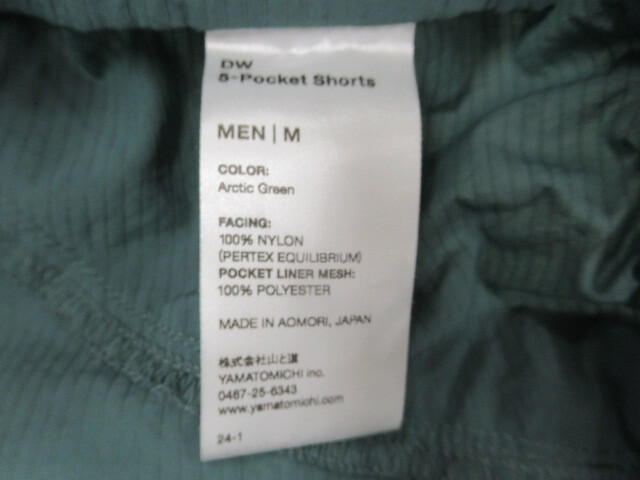 DW
5-Pocket Shorts
MEN | M
COLOR:
Arctic Green
FACING:
100% NYLON
(PERTEX EQUILIBRIUM)
POCKET LINER MESH:
100% POLYESTER
MADE IN AOMORI, JAPAN
株式会社山と道
YAMATOMICHI inc.
0467-25-6343
www.yamatomichi.com
24-1